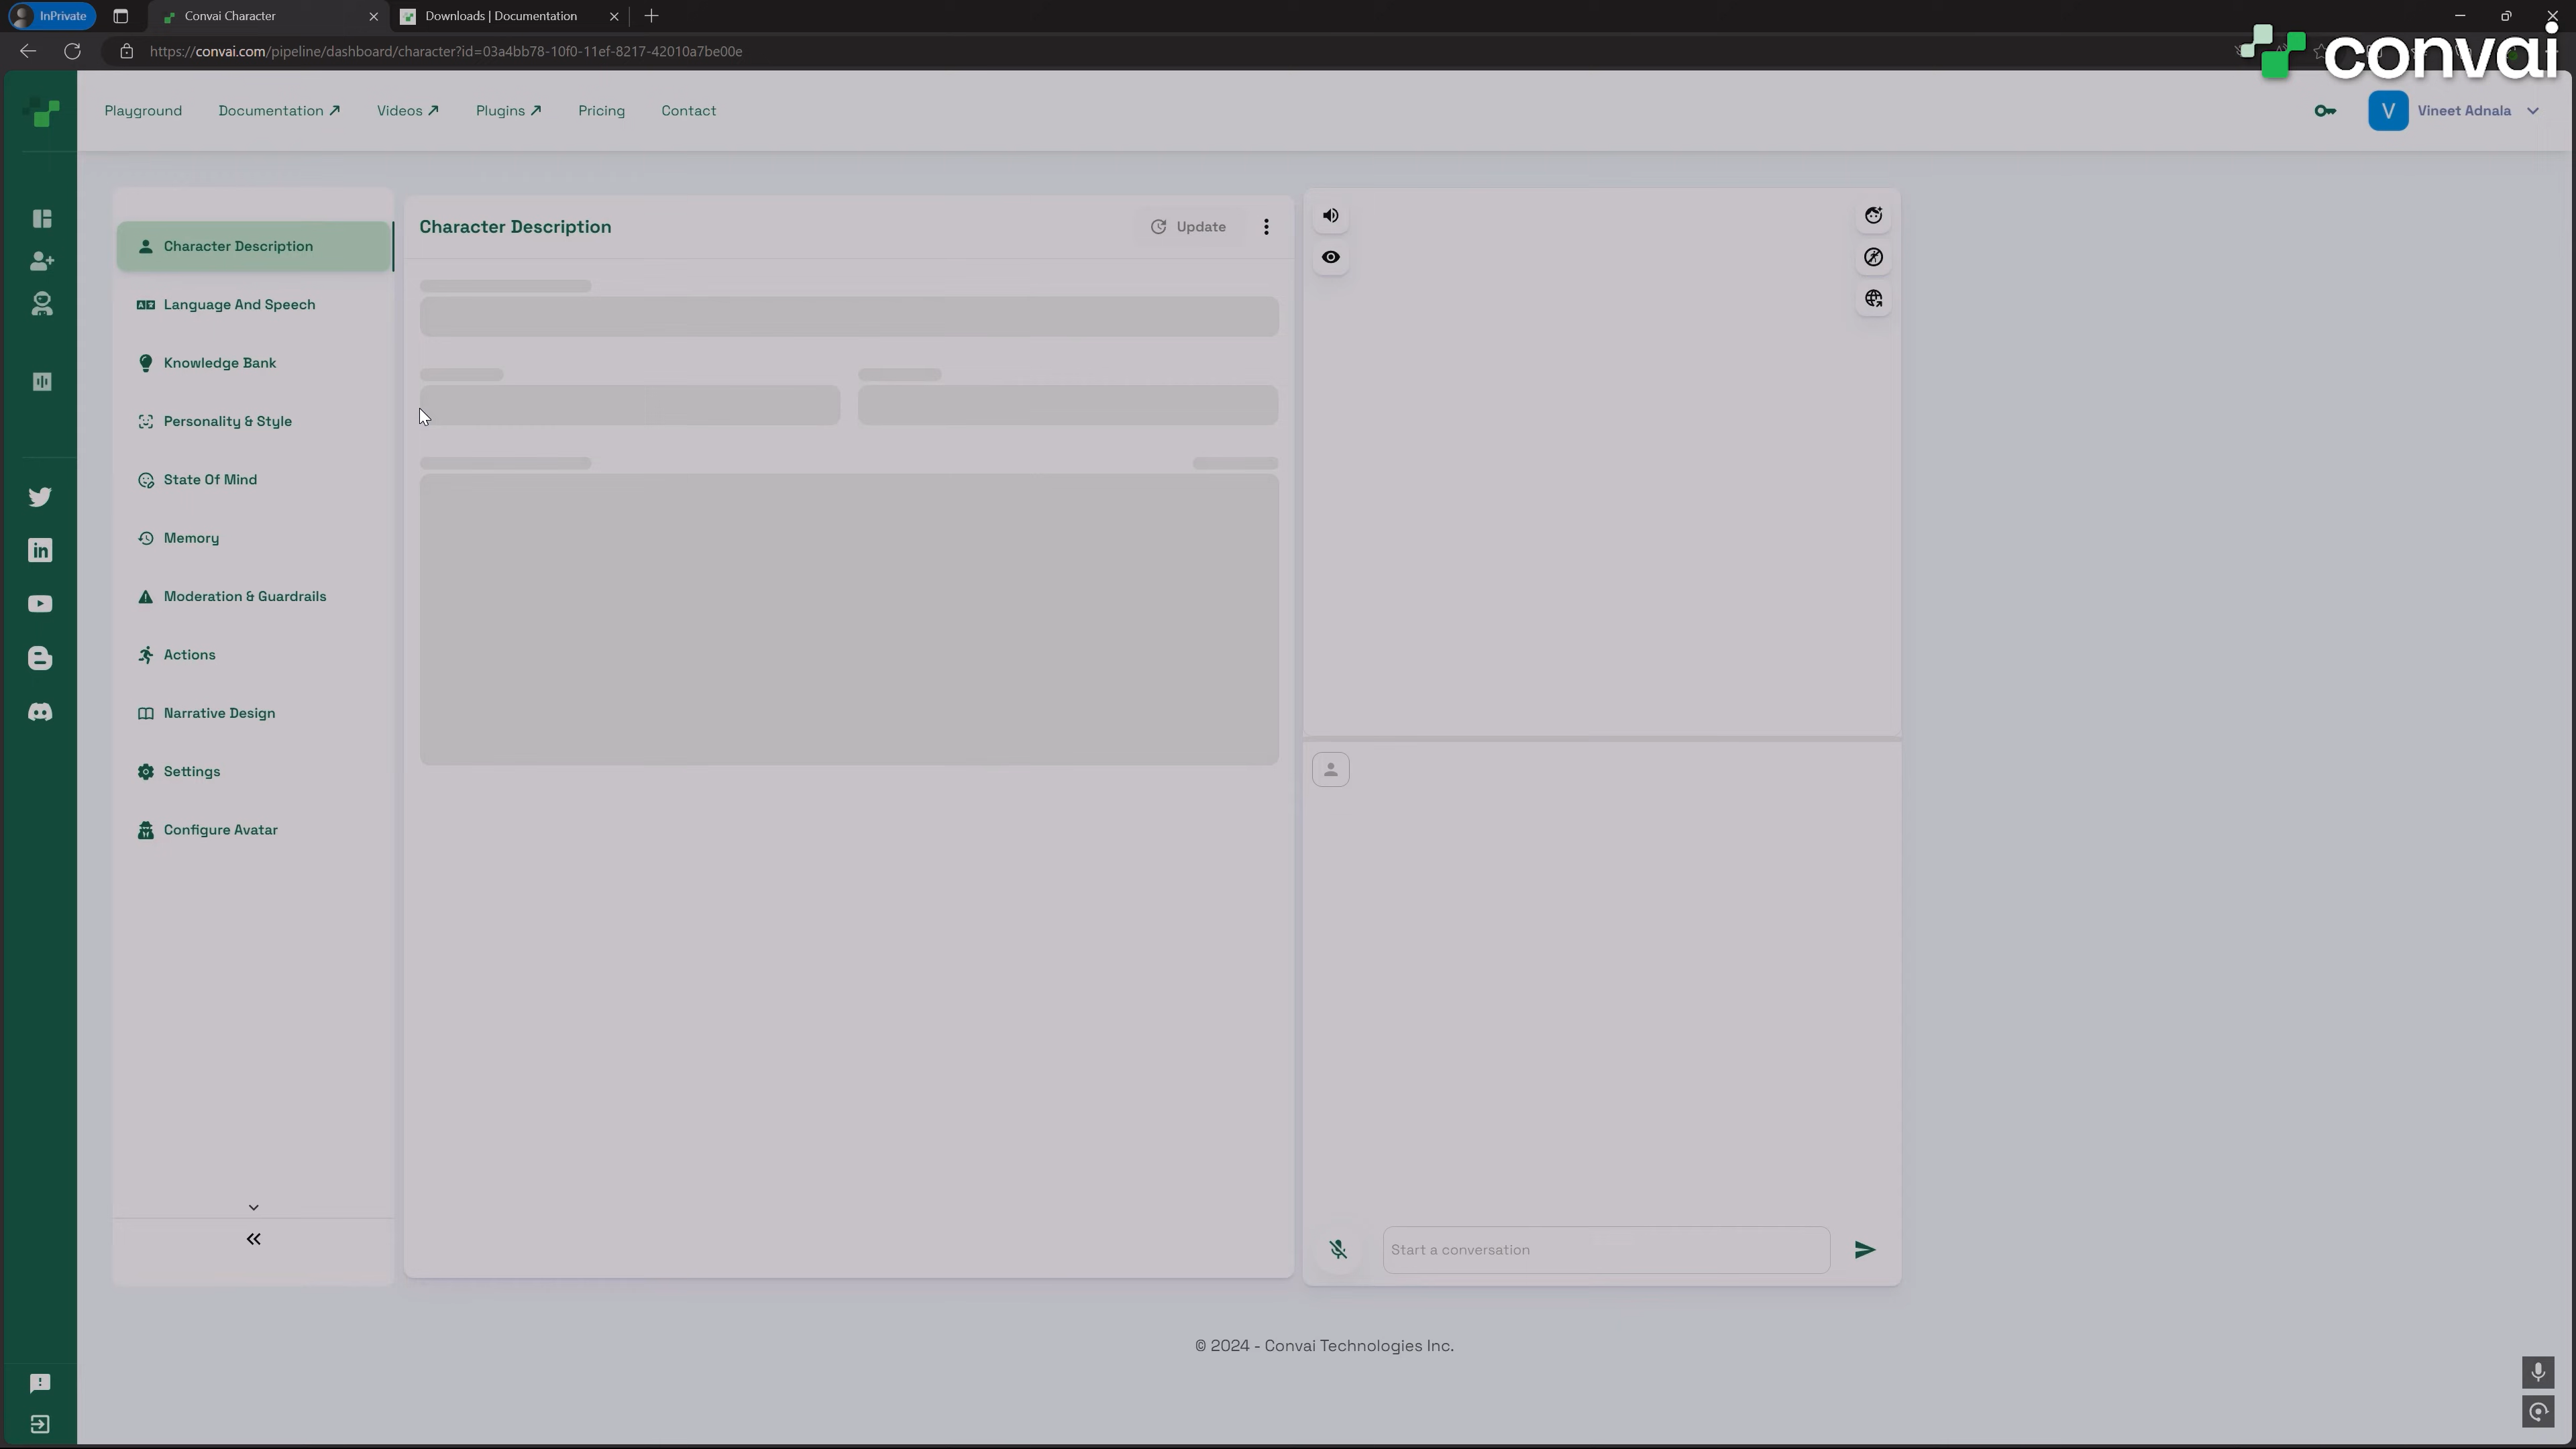 InPrivate
Convai Character
Downloads | Documentation
https://convai.com/pipeline/dashboard/character?id=03a4bb78-10f0-11ef-8217-42010a7be00e
convai
Playground
Documentation
Videos
Plugins
Pricing
Contact
V
Vineet Adnala
Character Description
Language And Speech
Knowledge Bank
Personality & Style
State Of Mind
Memory
Moderation & Guardrails
Actions
Narrative Design
Settings
Configure Avatar
Character Description
Update
Start a conversation
© 2024 - Convai Technologies Inc.